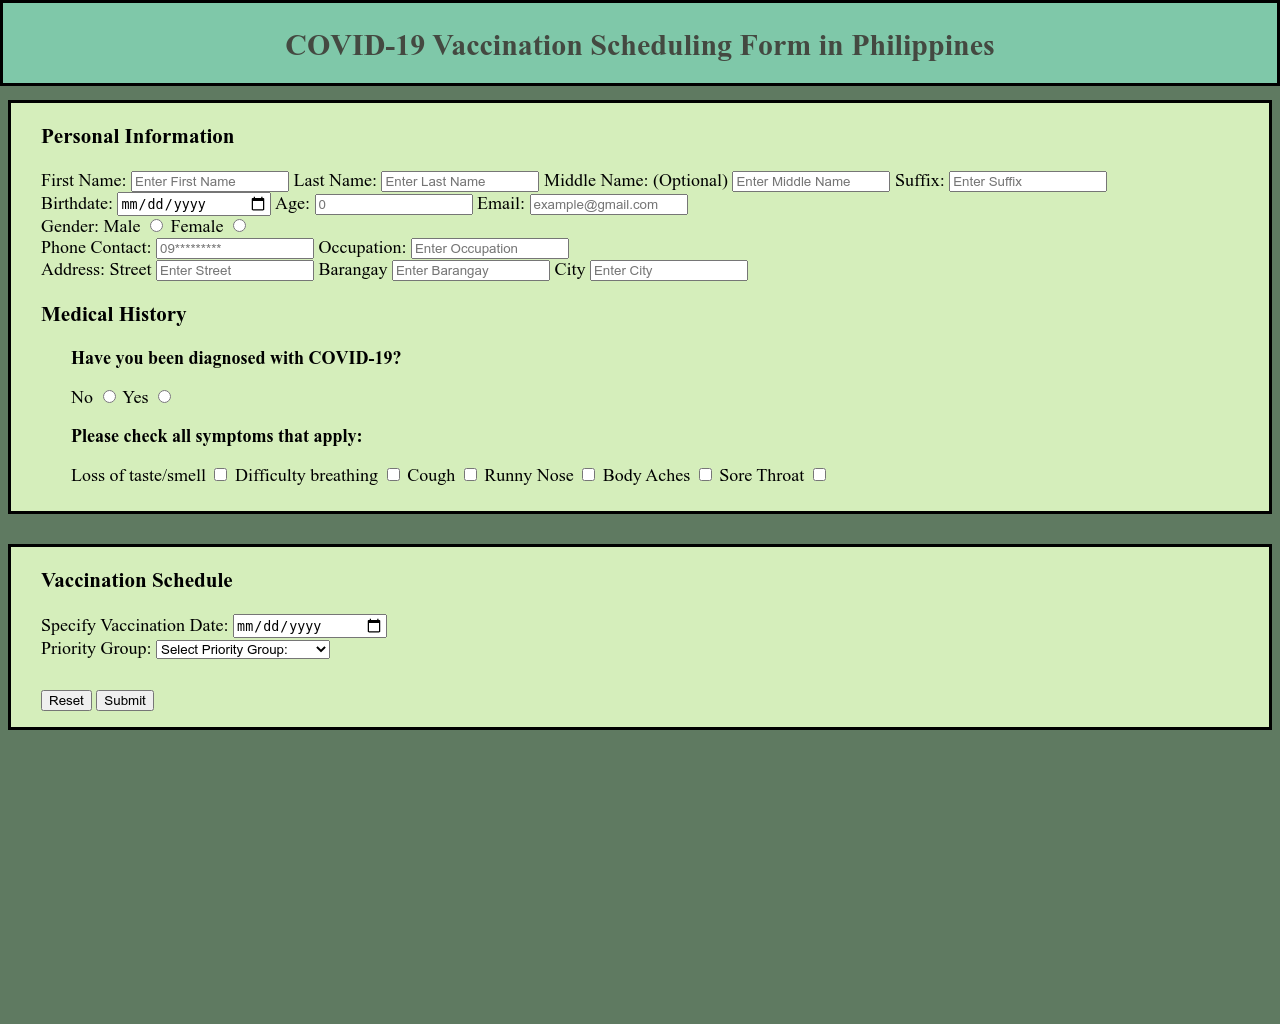 COVID-19 Vaccination Scheduling Form in Philippines
Personal Information
First Name: Enter First Name Last Name: Enter Last Name Middle Name: (Optional) Enter Middle Name Suffix: Enter Suffix
Birthdate: mm/dd/yyyy Age: 0 Email: example@gmail.com
Gender: Male Female
Phone Contact: 09********* Occupation: Enter Occupation
Address: Street Enter Street Barangay Enter Barangay City Enter City
Medical History
Have you been diagnosed with COVID-19?
No Yes
Please check all symptoms that apply:
Loss of taste/smell Difficulty breathing Cough Runny Nose Body Aches Sore Throat
Vaccination Schedule
Specify Vaccination Date: mm/dd/yyyy
Priority Group: Select Priority Group:
Reset Submit